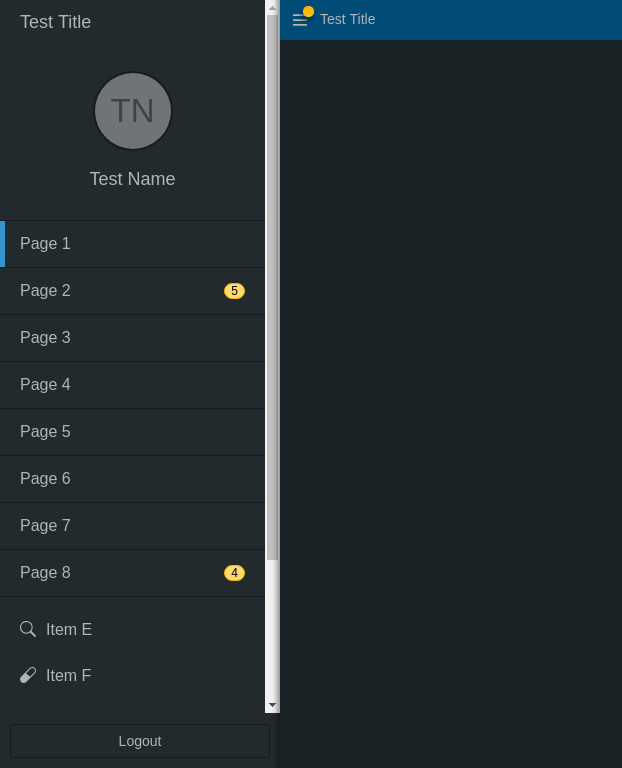 Test Title
Test Title
TN
Test Name
Page 1
Page 2 5
Page 3
Page 4
Page 5
Page 6
Page 7
Page 8 4
Item E
Item F
Logout